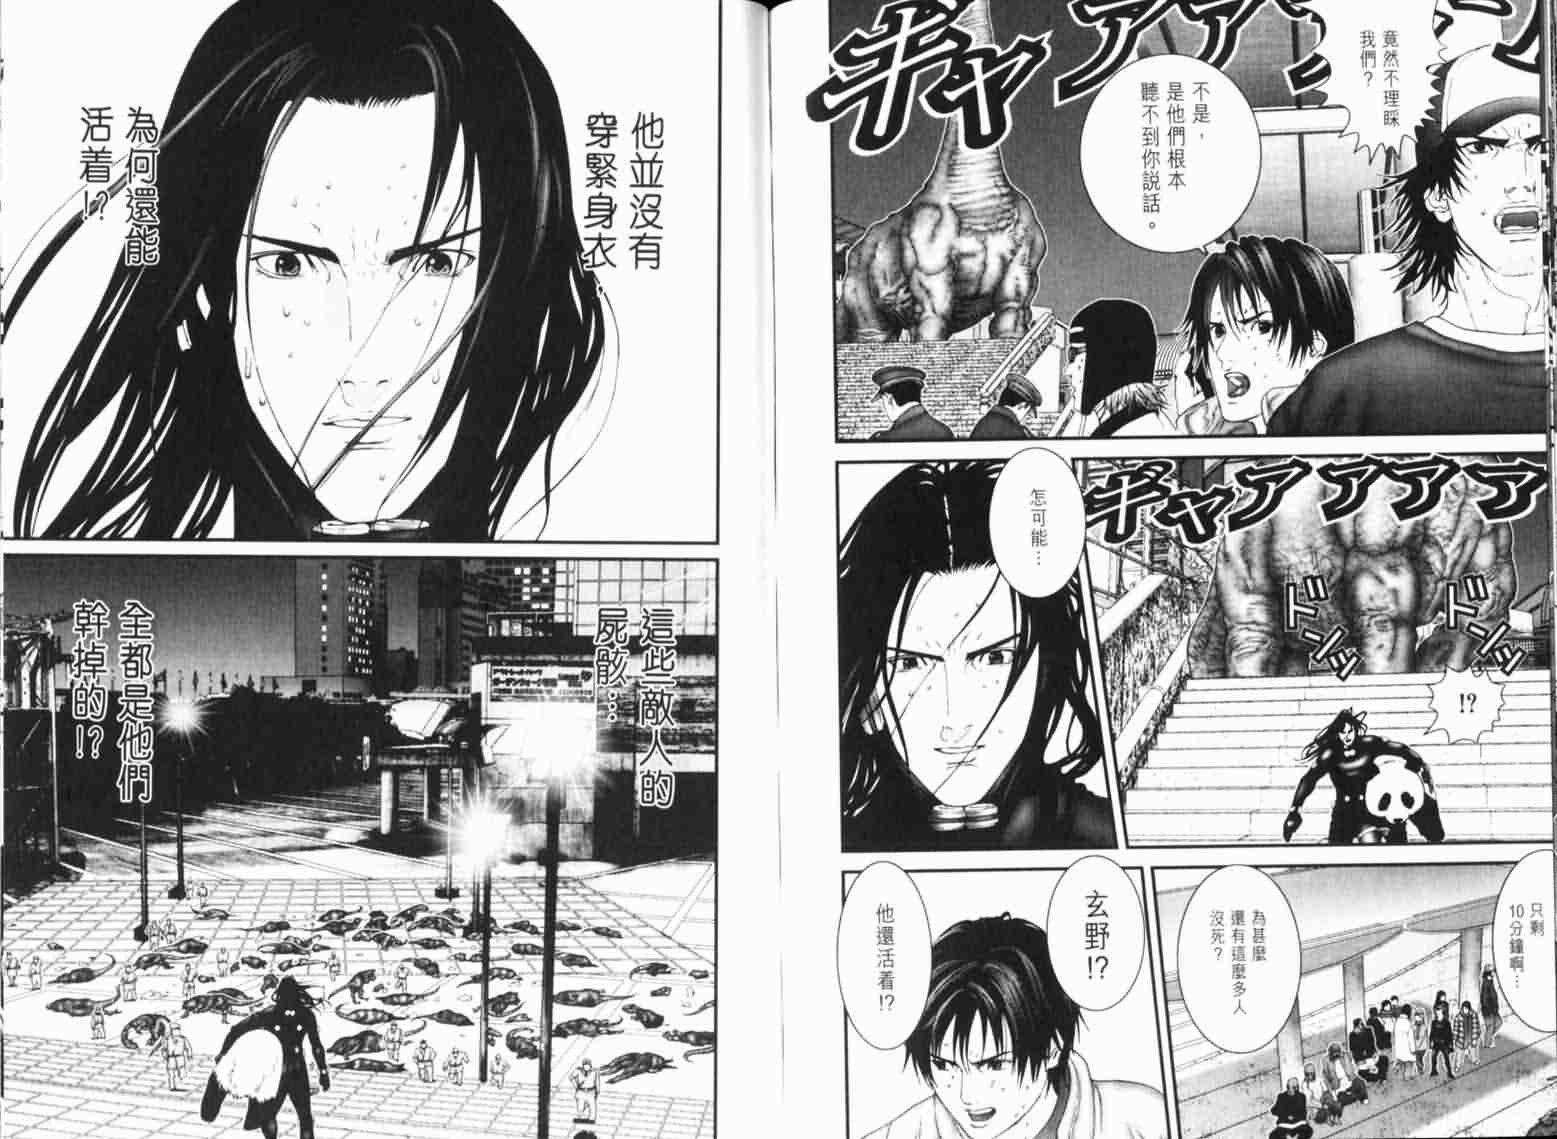 竟然不理睬
我們？
不是，
是他們根本
聽不到你說話。
ギャアアア
ギャアアアア
ドンッ
ドンッ
!?
怎可能…
只剩
10分鐘啊…
為甚麼
還有這麼多人
沒死？
玄野!?
他還活着!?
他並沒有
穿緊身衣
為何還能
活着!?
這些敵人的
屍骸…
全都是他們
幹掉的!?